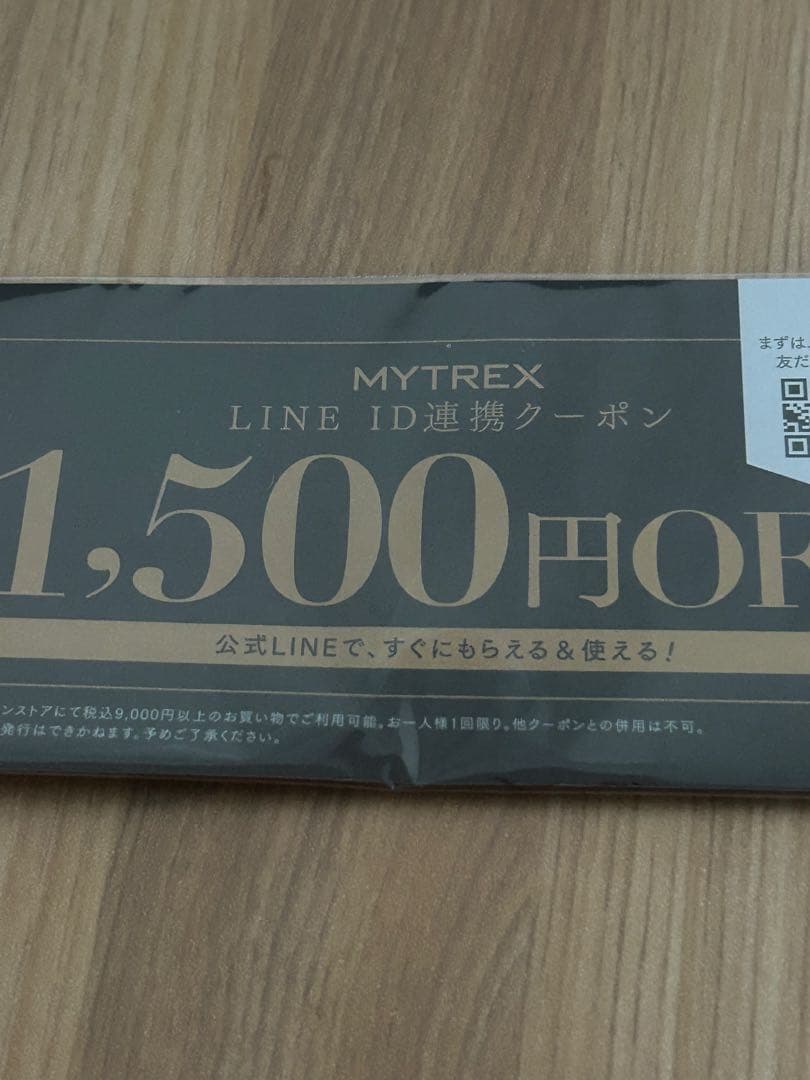 まずは
友だ
MYTREX
LINE ID連携クーポン
1,500円OF
公式LINEで、すぐにもらえる&使える!
ンストアにて税込9,000円以上のお買い物でご利用可能。お一人様1回限り。他クーポンとの併用は不可。
発行はできかねます。予めご了承ください。